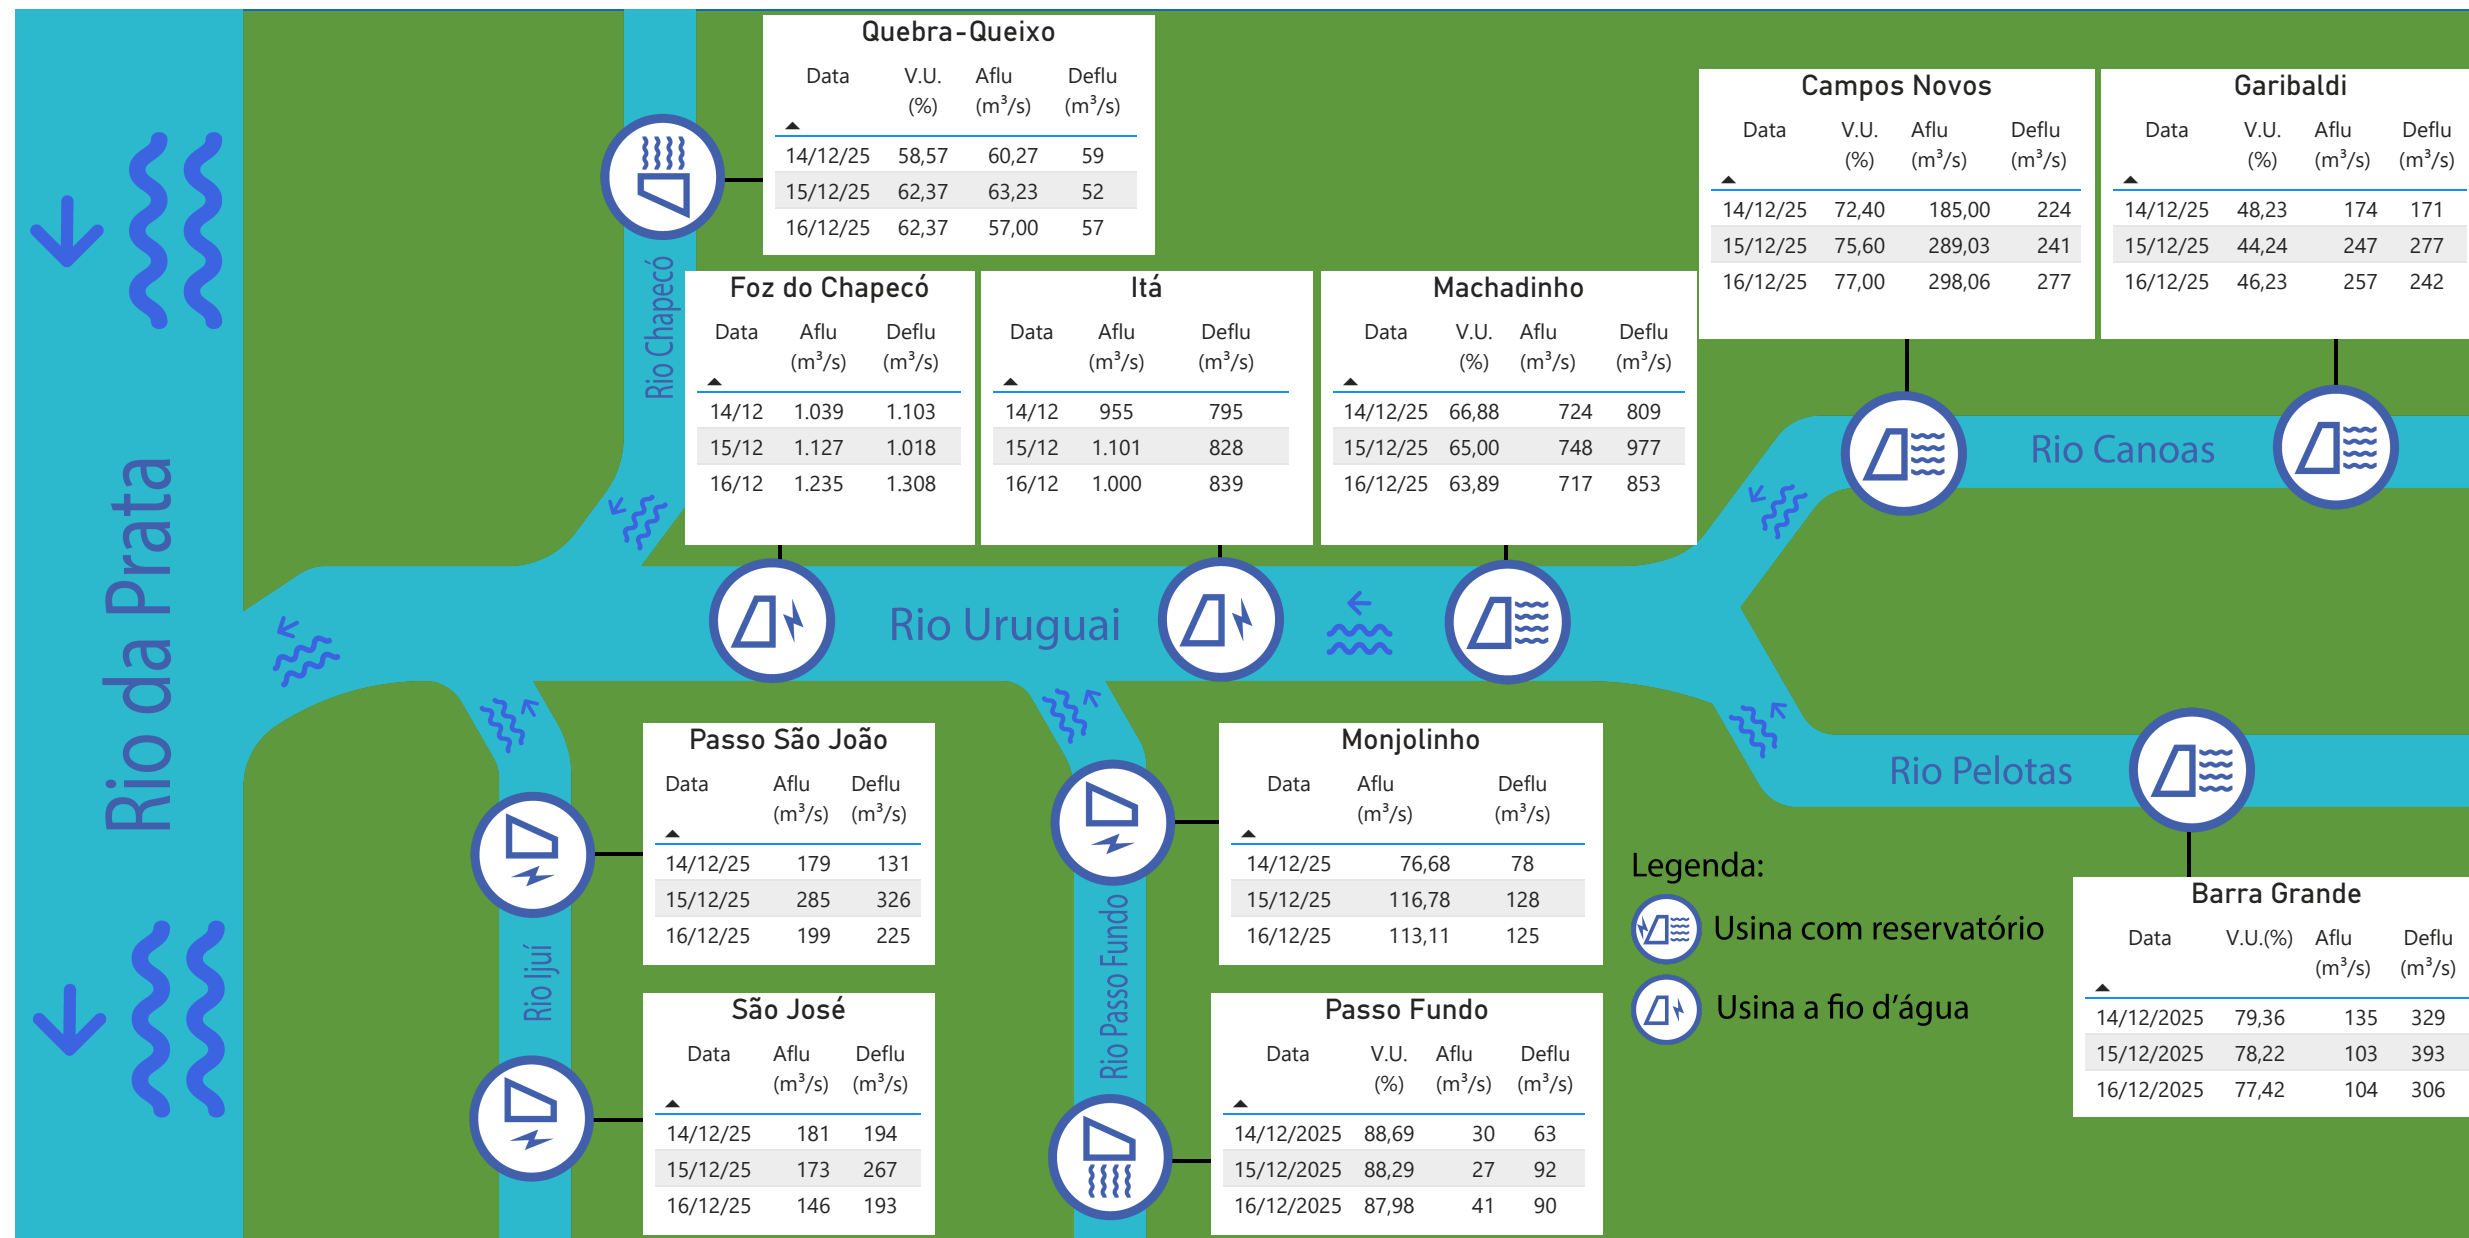 Quebra-Queixo
Data V.U. (%) Aflu (m³/s) Deflu (m³/s)
14/12/25 58,57 60,27 59
15/12/25 62,37 63,23 52
16/12/25 62,37 57,00 57
Campos Novos
Data V.U. (%) Aflu (m³/s) Deflu (m³/s)
14/12/25 72,40 185,00 224
15/12/25 75,60 289,03 241
16/12/25 77,00 298,06 277
Garibaldi
Data V.U. (%) Aflu (m³/s) Deflu (m³/s)
14/12/25 48,23 174 171
15/12/25 44,24 247 277
16/12/25 46,23 257 242
Rio Chapecó
Foz do Chapecó
Data Aflu (m³/s) Deflu (m³/s)
14/12 1.039 1.103
15/12 1.127 1.018
16/12 1.235 1.308
Itá
Data Aflu (m³/s) Deflu (m³/s)
14/12 955 795
15/12 1.101 828
16/12 1.000 839
Machadinho
Data V.U. (%) Aflu (m³/s) Deflu (m³/s)
14/12/25 66,88 724 809
15/12/25 65,00 748 977
16/12/25 63,89 717 853
Rio Canoas
Rio da Prata
Rio Uruguai
Rio Pelotas
Passo São João
Data Aflu (m³/s) Deflu (m³/s)
14/12/25 179 131
15/12/25 285 326
16/12/25 199 225
Monjolinho
Data Aflu (m³/s) Deflu (m³/s)
14/12/25 76,68 78
15/12/25 116,78 128
16/12/25 113,11 125
Legenda:
Usina com reservatório
Usina a fio d’água
Barra Grande
Data V.U.(%) Aflu (m³/s) Deflu (m³/s)
14/12/2025 79,36 135 329
15/12/2025 78,22 103 393
16/12/2025 77,42 104 306
Rio Ijuí
Rio Passo Fundo
São José
Data Aflu (m³/s) Deflu (m³/s)
14/12/25 181 194
15/12/25 173 267
16/12/25 146 193
Passo Fundo
Data V.U. (%) Aflu (m³/s) Deflu (m³/s)
14/12/2025 88,69 30 63
15/12/2025 88,29 27 92
16/12/2025 87,98 41 90